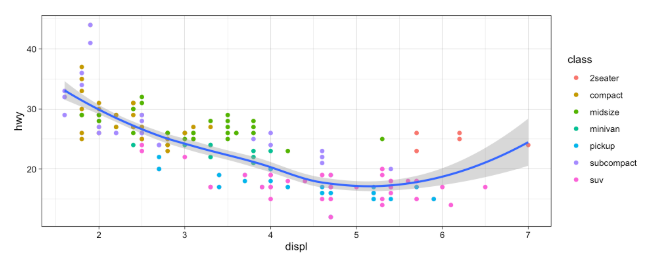 40
30
20
hwy
2
3
4
5
6
7
displ
class
2seater
compact
midsize
minivan
pickup
subcompact
suv